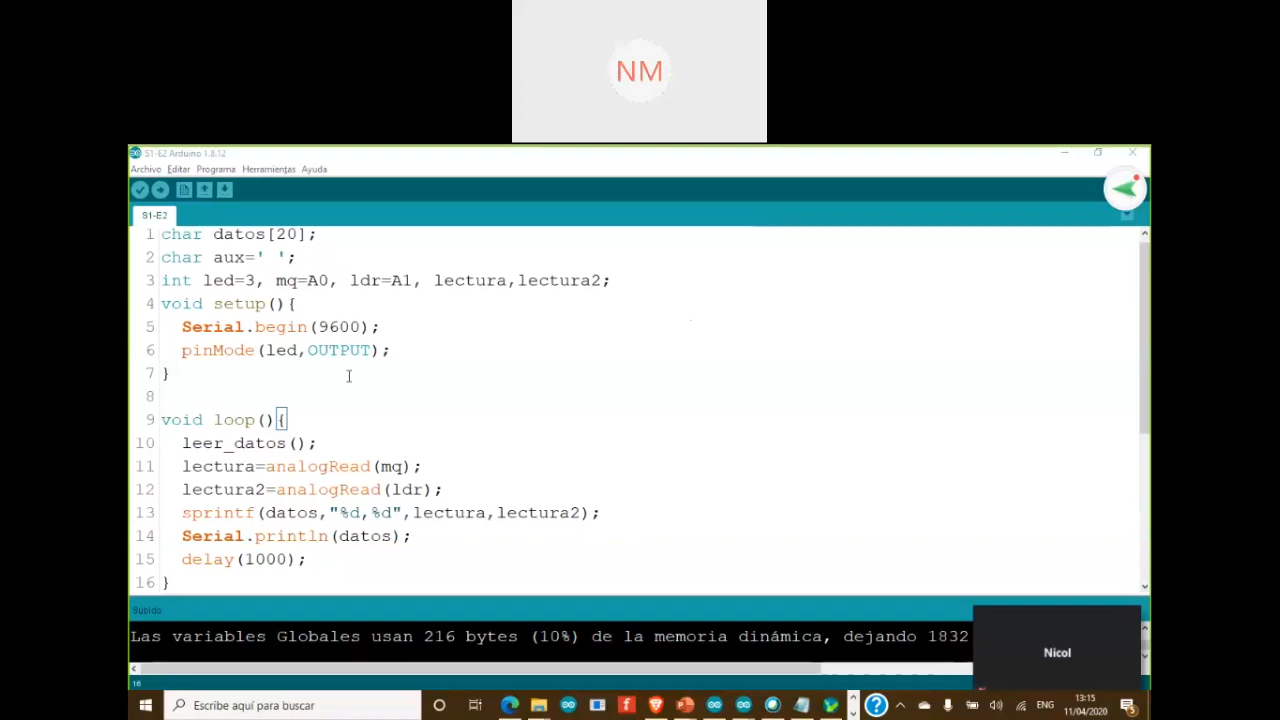 NM
S1-E2 Arduino 1.8.12
Archivo Editar Programa Herramientas Ayuda
S1-E2
1 char datos[20];
2 char aux=' ';
3 int led=3, mq=A0, ldr=A1, lectura,lectura2;
4 void setup(){
5 Serial.begin(9600);
6 pinMode(led,OUTPUT);
7 }
8
9 void loop(){
10 leer_datos();
11 lectura=analogRead(mq);
12 lectura2=analogRead(ldr);
13 sprintf(datos,"%d,%d",lectura,lectura2);
14 Serial.println(datos);
15 delay(1000);
16 }
Subido
Las variables Globales usan 216 bytes (10%) de la memoria dinámica, dejando 1832
Nicol
16
Escribe aquí para buscar
ENG
13:15
11/04/2020